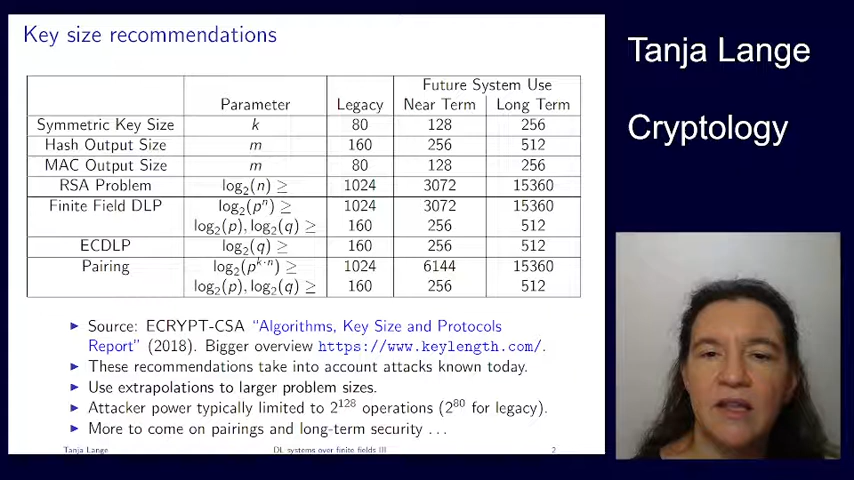 Key size recommendations
Future System Use
Parameter Legacy Near Term Long Term
Symmetric Key Size k 80 128 256
Hash Output Size m 160 256 512
MAC Output Size m 80 128 256
RSA Problem log₂(n) ≥ 1024 3072 15360
Finite Field DLP log₂(pⁿ) ≥ 1024 3072 15360
log₂(p), log₂(q) ≥ 160 256 512
ECDLP log₂(q) ≥ 160 256 512
Pairing log₂(pᵏ·ⁿ) ≥ 1024 6144 15360
log₂(p), log₂(q) ≥ 160 256 512
▶ Source: ECRYPT-CSA "Algorithms, Key Size and Protocols
Report" (2018). Bigger overview https://www.keylength.com/.
▶ These recommendations take into account attacks known today.
▶ Use extrapolations to larger problem sizes.
▶ Attacker power typically limited to 2¹²⁸ operations (2⁸⁰ for legacy).
▶ More to come on pairings and long-term security ...
Tanja Lange DL systems over finite fields III 2
Tanja Lange
Cryptology